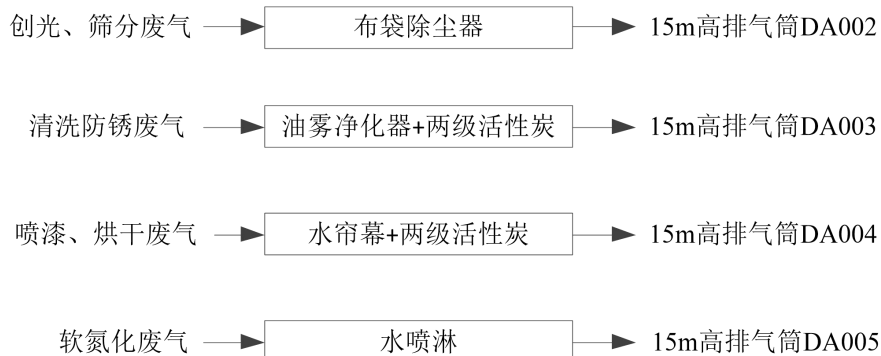 创光、筛分废气 布袋除尘器 15m高排气筒DA002
清洗防锈废气 油雾净化器+两级活性炭 15m高排气筒DA003
喷漆、烘干废气 水帘幕+两级活性炭 15m高排气筒DA004
软氮化废气 水喷淋 15m高排气筒DA005